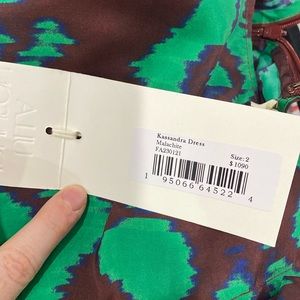 Kassandra Dress
Malachite
FA230121
Size: 2
$ 1090
1 95066 64522 4